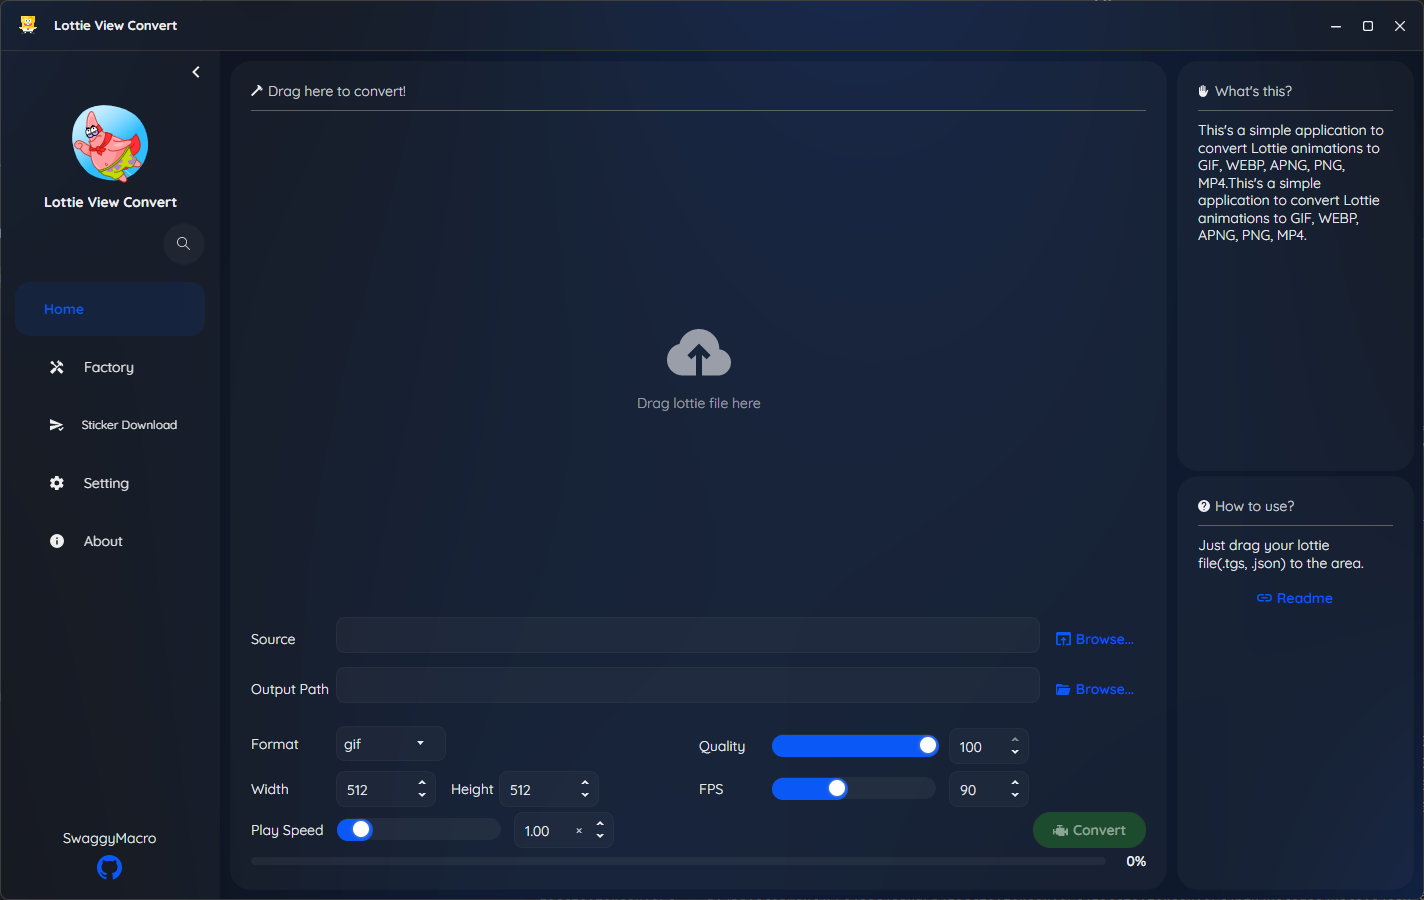 Lottie View Convert
Lottie View Convert
Home
Factory
Sticker Download
Setting
About
SwaggyMacro
Drag here to convert!
Drag lottie file here
Source
Browse...
Output Path
Browse...
Format gif
Quality 100
Width 512 Height 512
FPS 90
Play Speed 1.00 ×
Convert
0%
What's this?
This's a simple application to
convert Lottie animations to
GIF, WEBP, APNG, PNG,
MP4.This's a simple
application to convert Lottie
animations to GIF, WEBP,
APNG, PNG, MP4.
How to use?
Just drag your lottie
file(.tgs, .json) to the area.
Readme